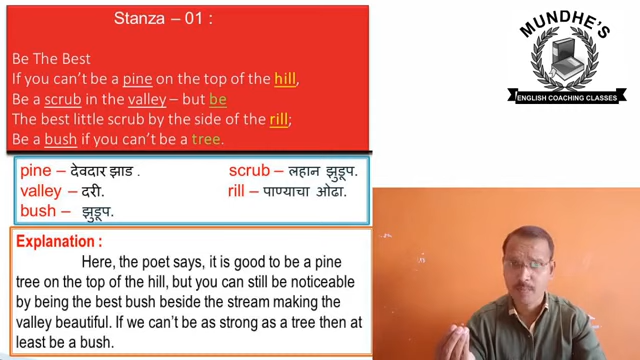 Stanza – 01 :
Be The Best
If you can't be a pine on the top of the hill,
Be a scrub in the valley – but be
The best little scrub by the side of the rill;
Be a bush if you can't be a tree.
pine – देवदार झाड .
scrub – लहान झुडूप.
valley – दरी.
rill – पाण्याचा ओढा.
bush – झुडूप.
Explanation :
Here, the poet says, it is good to be a pine
tree on the top of the hill, but you can still be noticeable
by being the best bush beside the stream making the
valley beautiful. If we can't be as strong as a tree then at
least be a bush.
MUNDHE'S
ENGLISH COACHING CLASSES